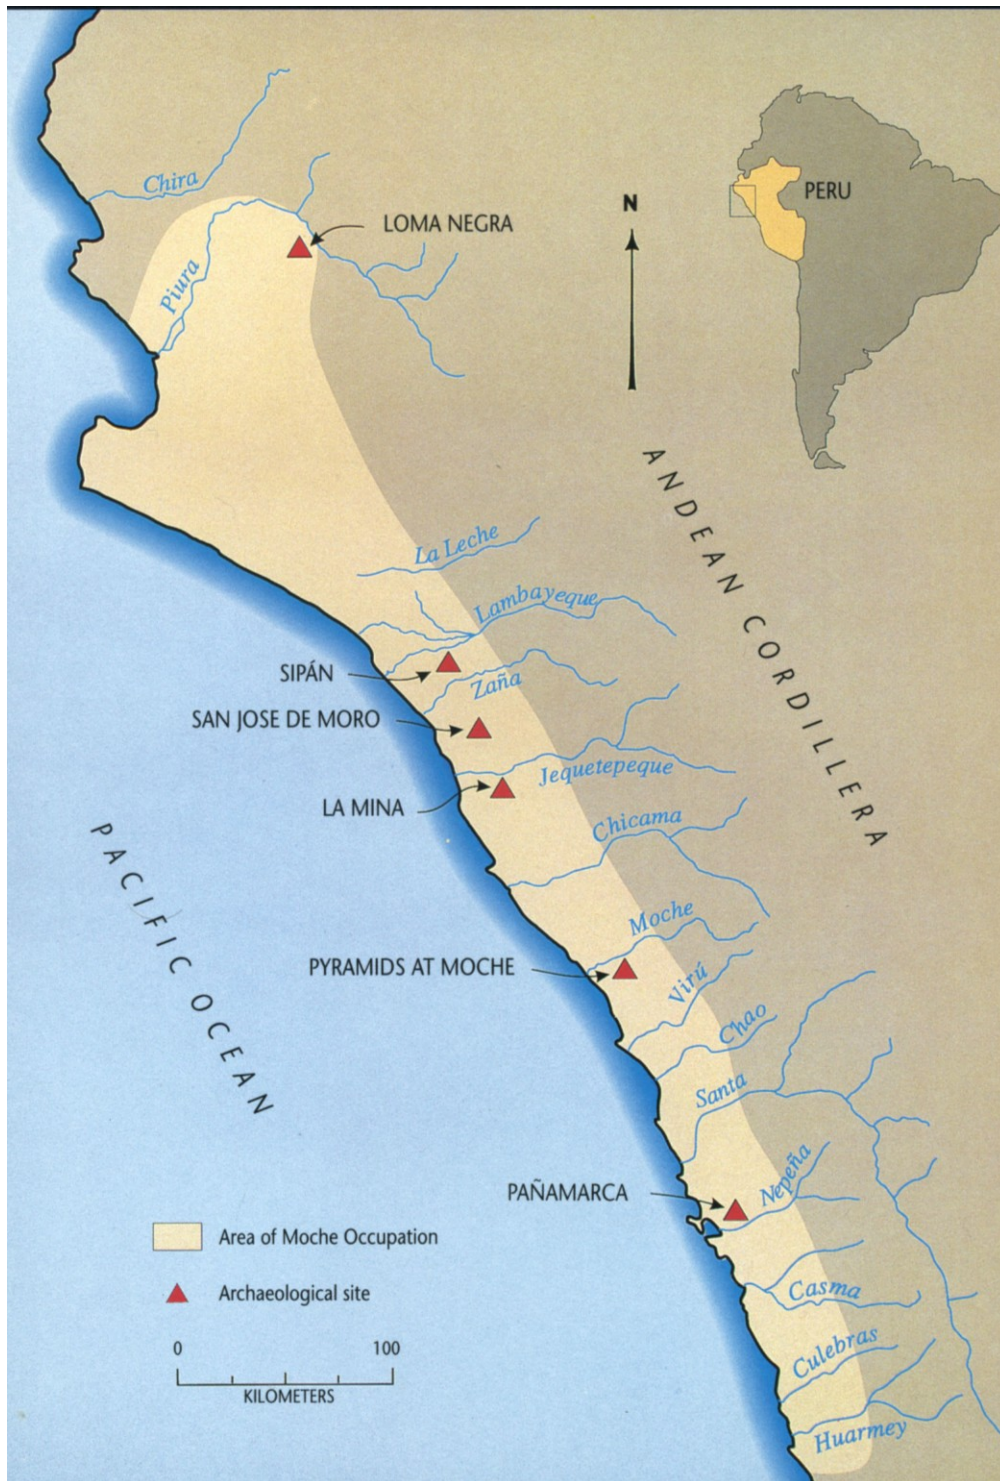 Chira
PERU
N
LOMA NEGRA
Piura
ANDEAN CORDILLERA
La Leche
Lambayeque
SIPÁN
Zaña
SAN JOSE DE MORO
Jequetepeque
LA MINA
Chicama
PACIFIC OCEAN
Moche
PYRAMIDS AT MOCHE
Virú
Chao
Santa
Nepeña
PAÑAMARCA
Area of Moche Occupation
Archaeological site
Casma
0 100
KILOMETERS
Culebras
Huarmey